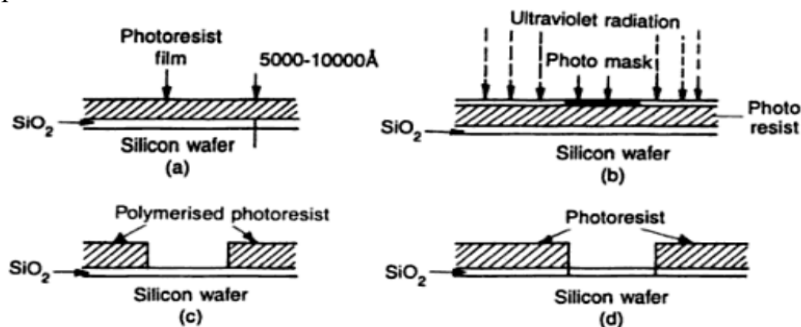 Photoresist
film
5000-10000Å
SiO₂
Silicon wafer
(a)
Ultraviolet radiation
Photo mask
Photo
resist
SiO₂
Silicon wafer
(b)
Polymerised photoresist
SiO₂
Silicon wafer
(c)
Photoresist
SiO₂
Silicon wafer
(d)